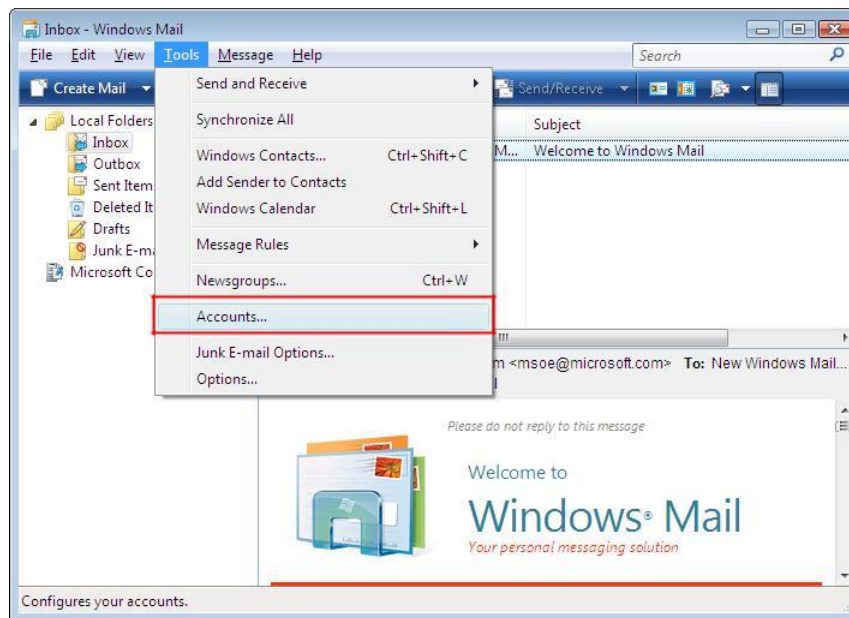 Inbox - Windows Mail
File Edit View Tools Message Help
Search
Create Mail
Send/Receive
Send and Receive
Synchronize All
Windows Contacts... Ctrl+Shift+C
Add Sender to Contacts
Windows Calendar Ctrl+Shift+L
Message Rules
Newsgroups... Ctrl+W
Accounts...
Junk E-mail Options...
Options...
Local Folders
Inbox
Outbox
Sent Item
Deleted It
Drafts
Junk E-ma
Microsoft Co
Subject
M... Welcome to Windows Mail
m <msoe@microsoft.com> To: New Windows Mail...
Please do not reply to this message
Welcome to
Windows® Mail
Your personal messaging solution
Configures your accounts.